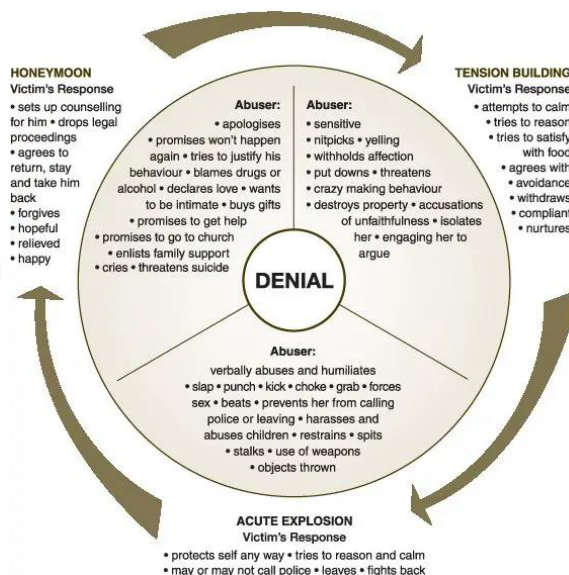 HONEYMOON
Victim's Response
• sets up counselling
for him • drops legal
proceedings
• agrees to
return, stay
and take him
back
• forgives
• hopeful
• relieved
• happy
Abuser:
• apologises
• promises won't happen
again • tries to justify his
behaviour • blames drugs or
alcohol • declares love • wants
to be intimate • buys gifts
• promises to get help
• promises to go to church
• enlists family support
• cries • threatens suicide
Abuser:
• sensitive
• nitpicks • yelling
• withholds affection
• put downs • threatens
• crazy making behaviour
• destroys property • accusations
of unfaithfulness • isolates
her • engaging her to
argue
TENSION BUILDING
Victim's Response
• attempts to calm
• tries to reason
• tries to satisfy
with food
• agrees with
• avoidance
• withdraws
• compliant
• nurtures
DENIAL
Abuser:
verbally abuses and humiliates
• slap • punch • kick • choke • grab • forces
sex • beats • prevents her from calling
police or leaving • harasses and
abuses children • restrains • spits
• stalks • use of weapons
• objects thrown
ACUTE EXPLOSION
Victim's Response
• protects self any way • tries to reason and calm
• may or may not call police • leaves • fights back